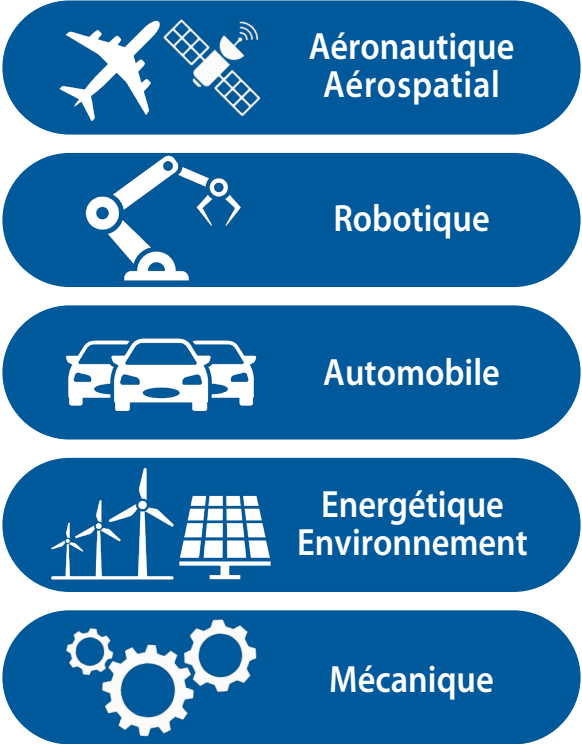 Aéronautique
Aérospatial
Robotique
Automobile
Energétique
Environnement
Mécanique